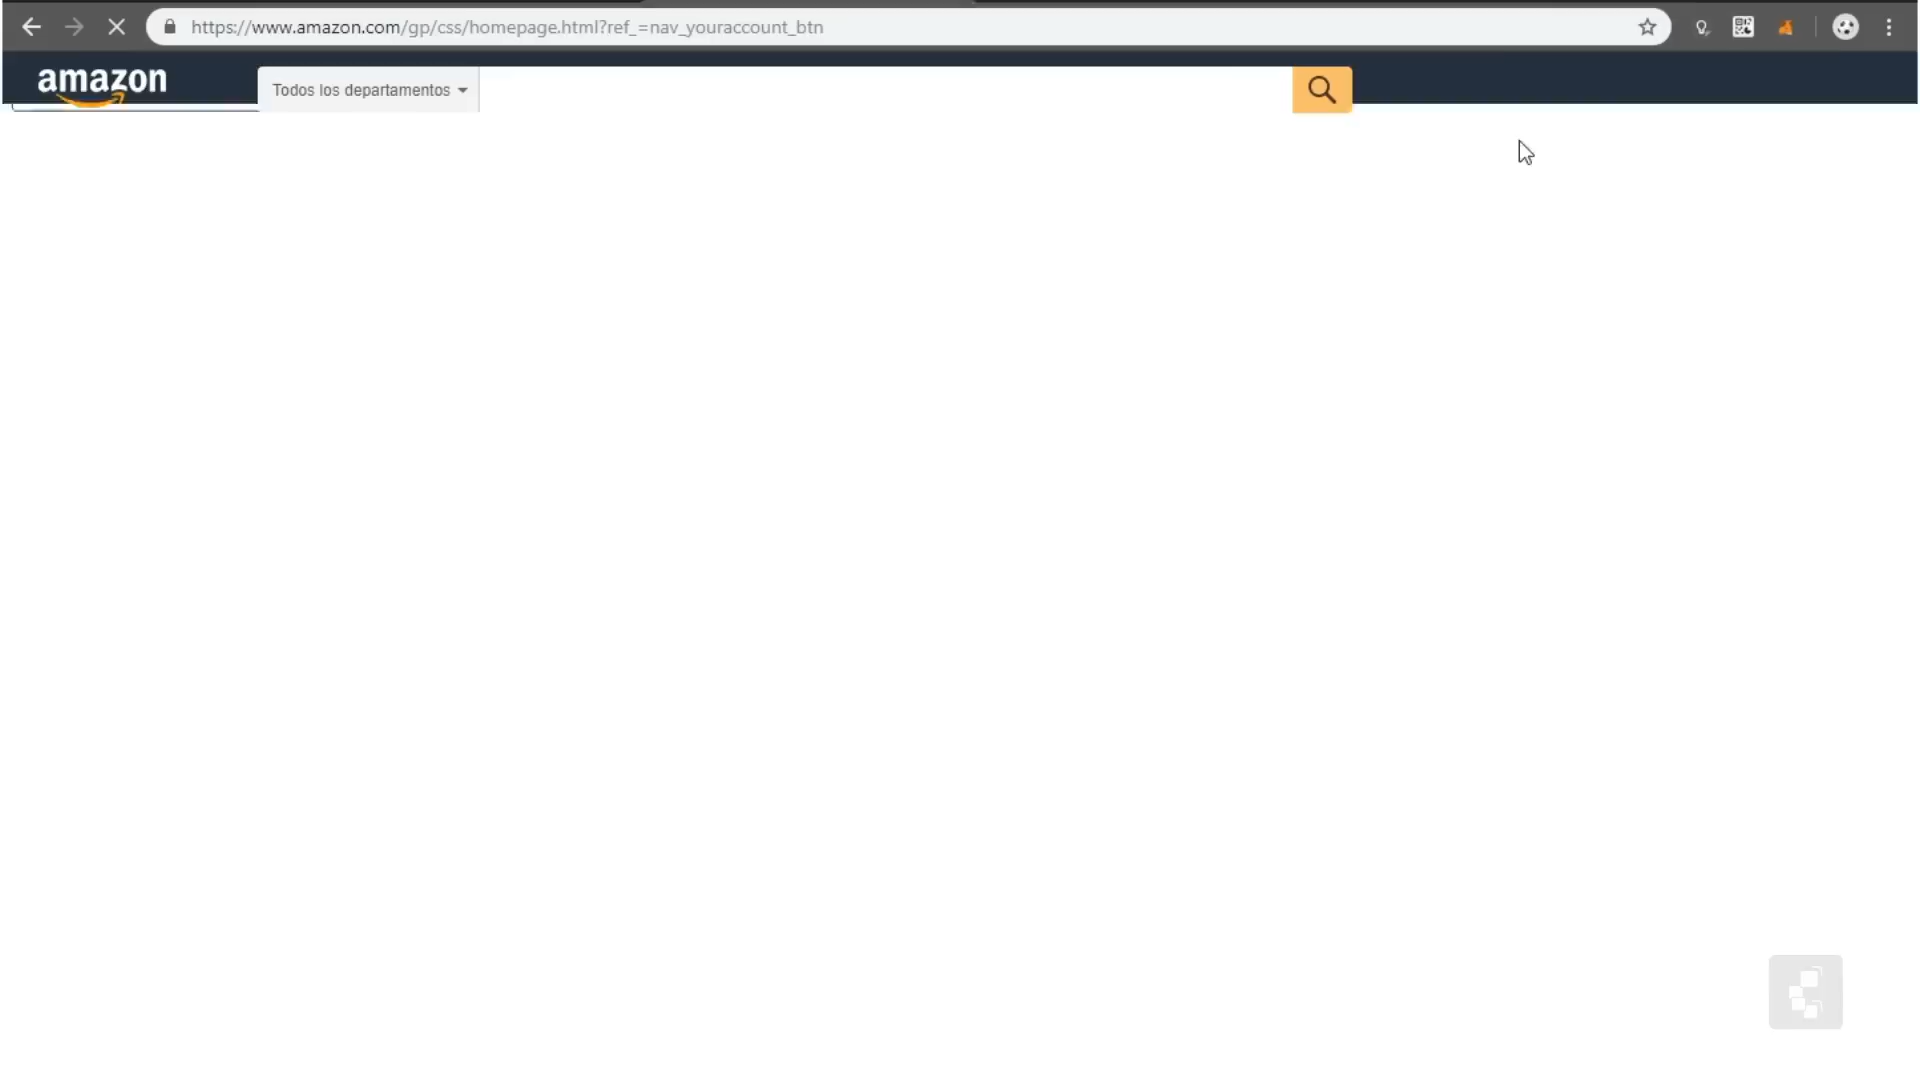 https://www.amazon.com/gp/css/homepage.html?ref_=nav_youraccount_btn
amazon
Todos los departamentos